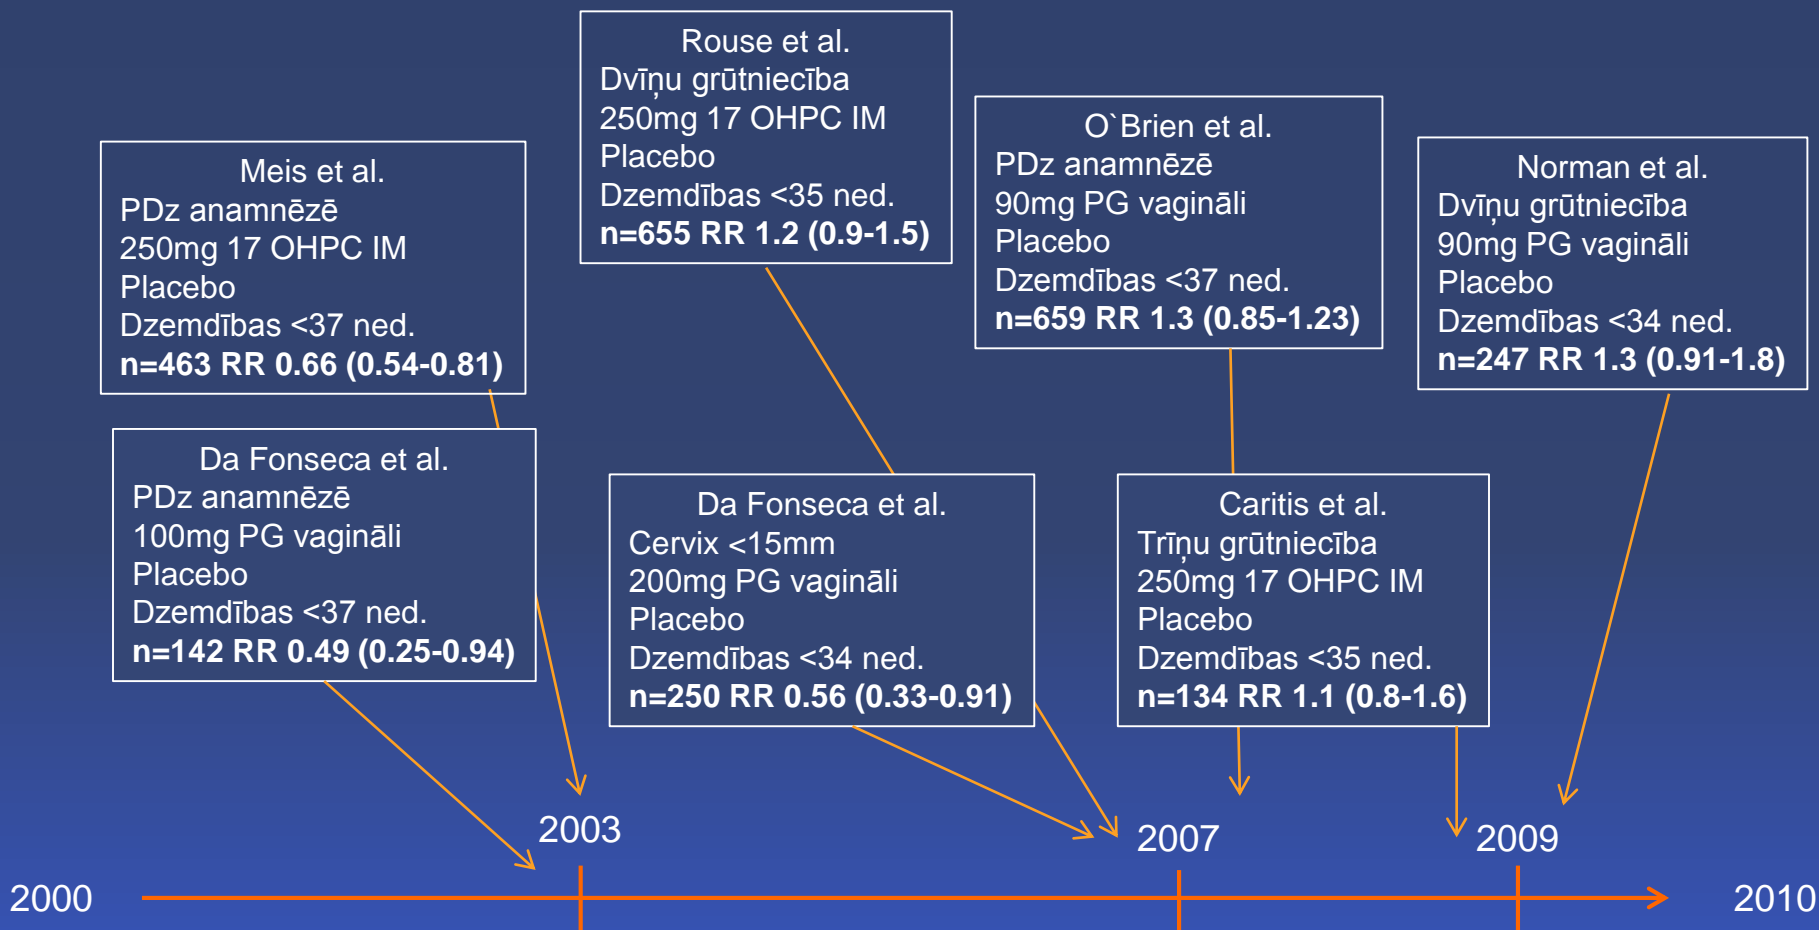 Rouse et al.
Dvīņu grūtniecība
250mg 17 OHPC IM
Placebo
Dzemdības <35 ned.
n=655 RR 1.2 (0.9-1.5)
O`Brien et al.
PDz anamnēzē
90mg PG vagināli
Placebo
Dzemdības <37 ned.
n=659 RR 1.3 (0.85-1.23)
Meis et al.
PDz anamnēzē
250mg 17 OHPC IM
Placebo
Dzemdības <37 ned.
n=463 RR 0.66 (0.54-0.81)
Norman et al.
Dvīņu grūtniecība
90mg PG vagināli
Placebo
Dzemdības <34 ned.
n=247 RR 1.3 (0.91-1.8)
Da Fonseca et al.
PDz anamnēzē
100mg PG vagināli
Placebo
Dzemdības <37 ned.
n=142 RR 0.49 (0.25-0.94)
Da Fonseca et al.
Cervix <15mm
200mg PG vagināli
Placebo
Dzemdības <34 ned.
n=250 RR 0.56 (0.33-0.91)
Caritis et al.
Trīņu grūtniecība
250mg 17 OHPC IM
Placebo
Dzemdības <35 ned.
n=134 RR 1.1 (0.8-1.6)
2003
2007
2009
2000
2010